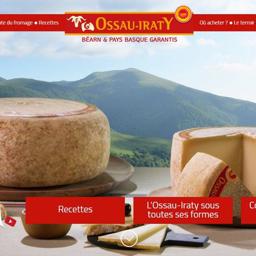 OSSAU-IRATY
BÉARN & PAYS BASQUE GARANTIS
du fromage • Recettes
Où acheter ? • Le terroir
Recettes
L'Ossau-Iraty sous
toutes ses formes